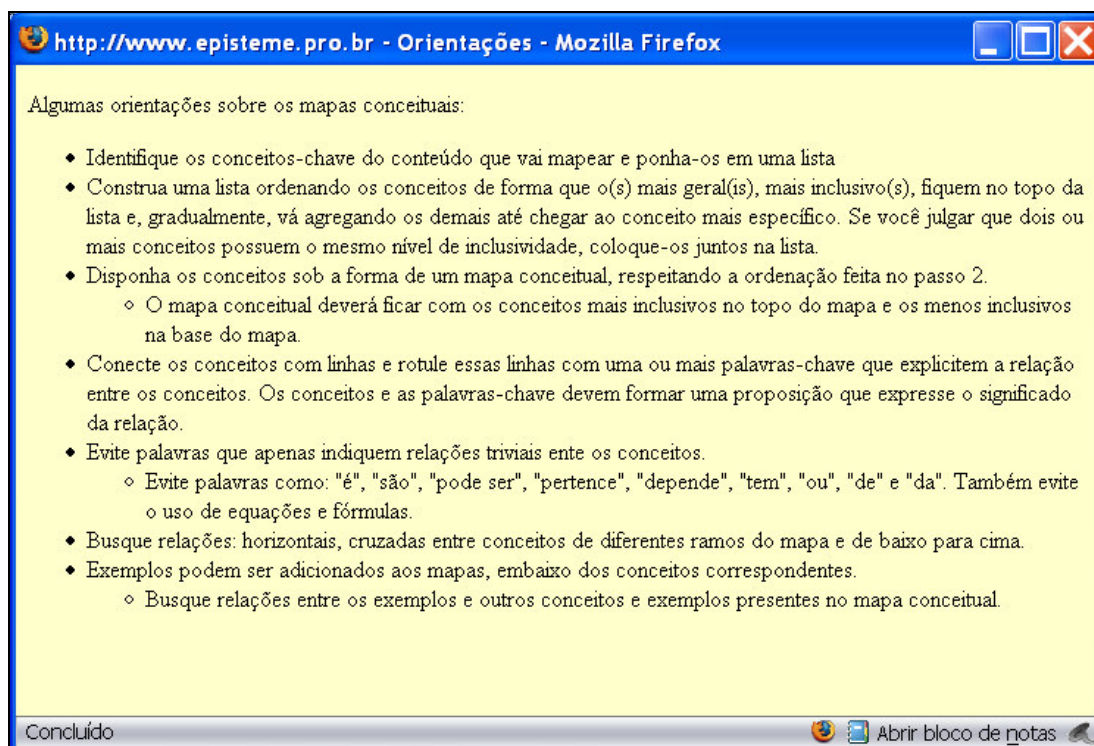 http://www.episteme.pro.br - Orientações - Mozilla Firefox
Algumas orientações sobre os mapas conceituais:
Identifique os conceitos-chave do conteúdo que vai mapear e ponha-os em uma lista
Construa uma lista ordenando os conceitos de forma que o(s) mais geral(is), mais inclusivo(s), fiquem no topo da
lista e, gradualmente, vá agregando os demais até chegar ao conceito mais específico. Se você julgar que dois ou
mais conceitos possuem o mesmo nível de inclusividade, coloque-os juntos na lista.
Disponha os conceitos sob a forma de um mapa conceitual, respeitando a ordenação feita no passo 2.
O mapa conceitual deverá ficar com os conceitos mais inclusivos no topo do mapa e os menos inclusivos
na base do mapa.
Conecte os conceitos com linhas e rotule essas linhas com uma ou mais palavras-chave que explicitem a relação
entre os conceitos. Os conceitos e as palavras-chave devem formar uma proposição que expresse o significado
da relação.
Evite palavras que apenas indiquem relações triviais ente os conceitos.
Evite palavras como: "é", "são", "pode ser", "pertence", "depende", "tem", "ou", "de" e "da". Também evite
o uso de equações e fórmulas.
Busque relações: horizontais, cruzadas entre conceitos de diferentes ramos do mapa e de baixo para cima.
Exemplos podem ser adicionados aos mapas, embaixo dos conceitos correspondentes.
Busque relações entre os exemplos e outros conceitos e exemplos presentes no mapa conceitual.
Concluído
Abrir bloco de notas